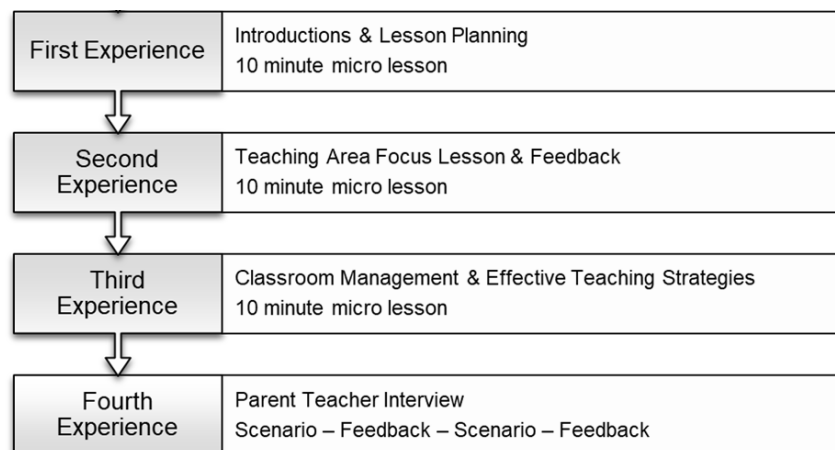 First Experience
Introductions & Lesson Planning
10 minute micro lesson
Second
Experience
Teaching Area Focus Lesson & Feedback
10 minute micro lesson
Third
Experience
Classroom Management & Effective Teaching Strategies
10 minute micro lesson
Fourth
Experience
Parent Teacher Interview
Scenario – Feedback – Scenario – Feedback